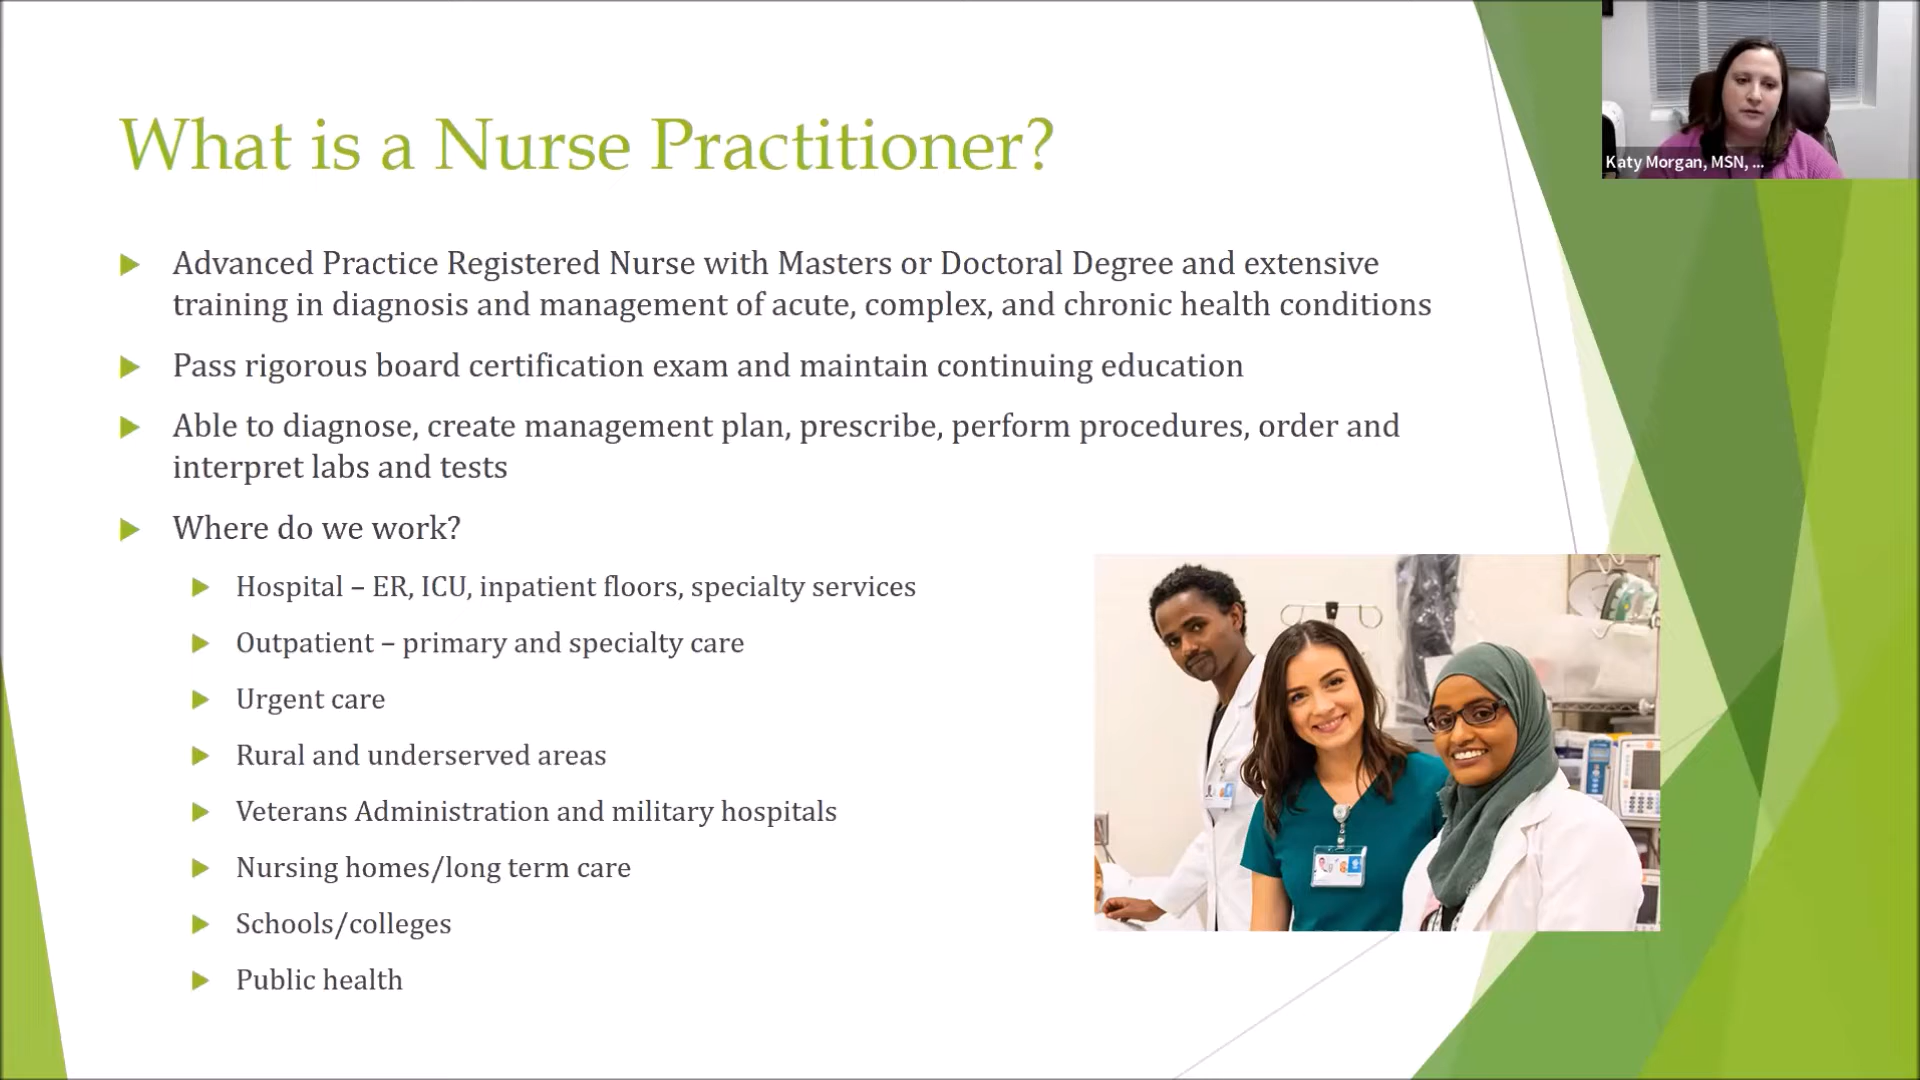 What is a Nurse Practitioner?
Katy Morgan, MSN, ...
Advanced Practice Registered Nurse with Masters or Doctoral Degree and extensive
training in diagnosis and management of acute, complex, and chronic health conditions
Pass rigorous board certification exam and maintain continuing education
Able to diagnose, create management plan, prescribe, perform procedures, order and
interpret labs and tests
Where do we work?
Hospital – ER, ICU, inpatient floors, specialty services
Outpatient – primary and specialty care
Urgent care
Rural and underserved areas
Veterans Administration and military hospitals
Nursing homes/long term care
Schools/colleges
Public health